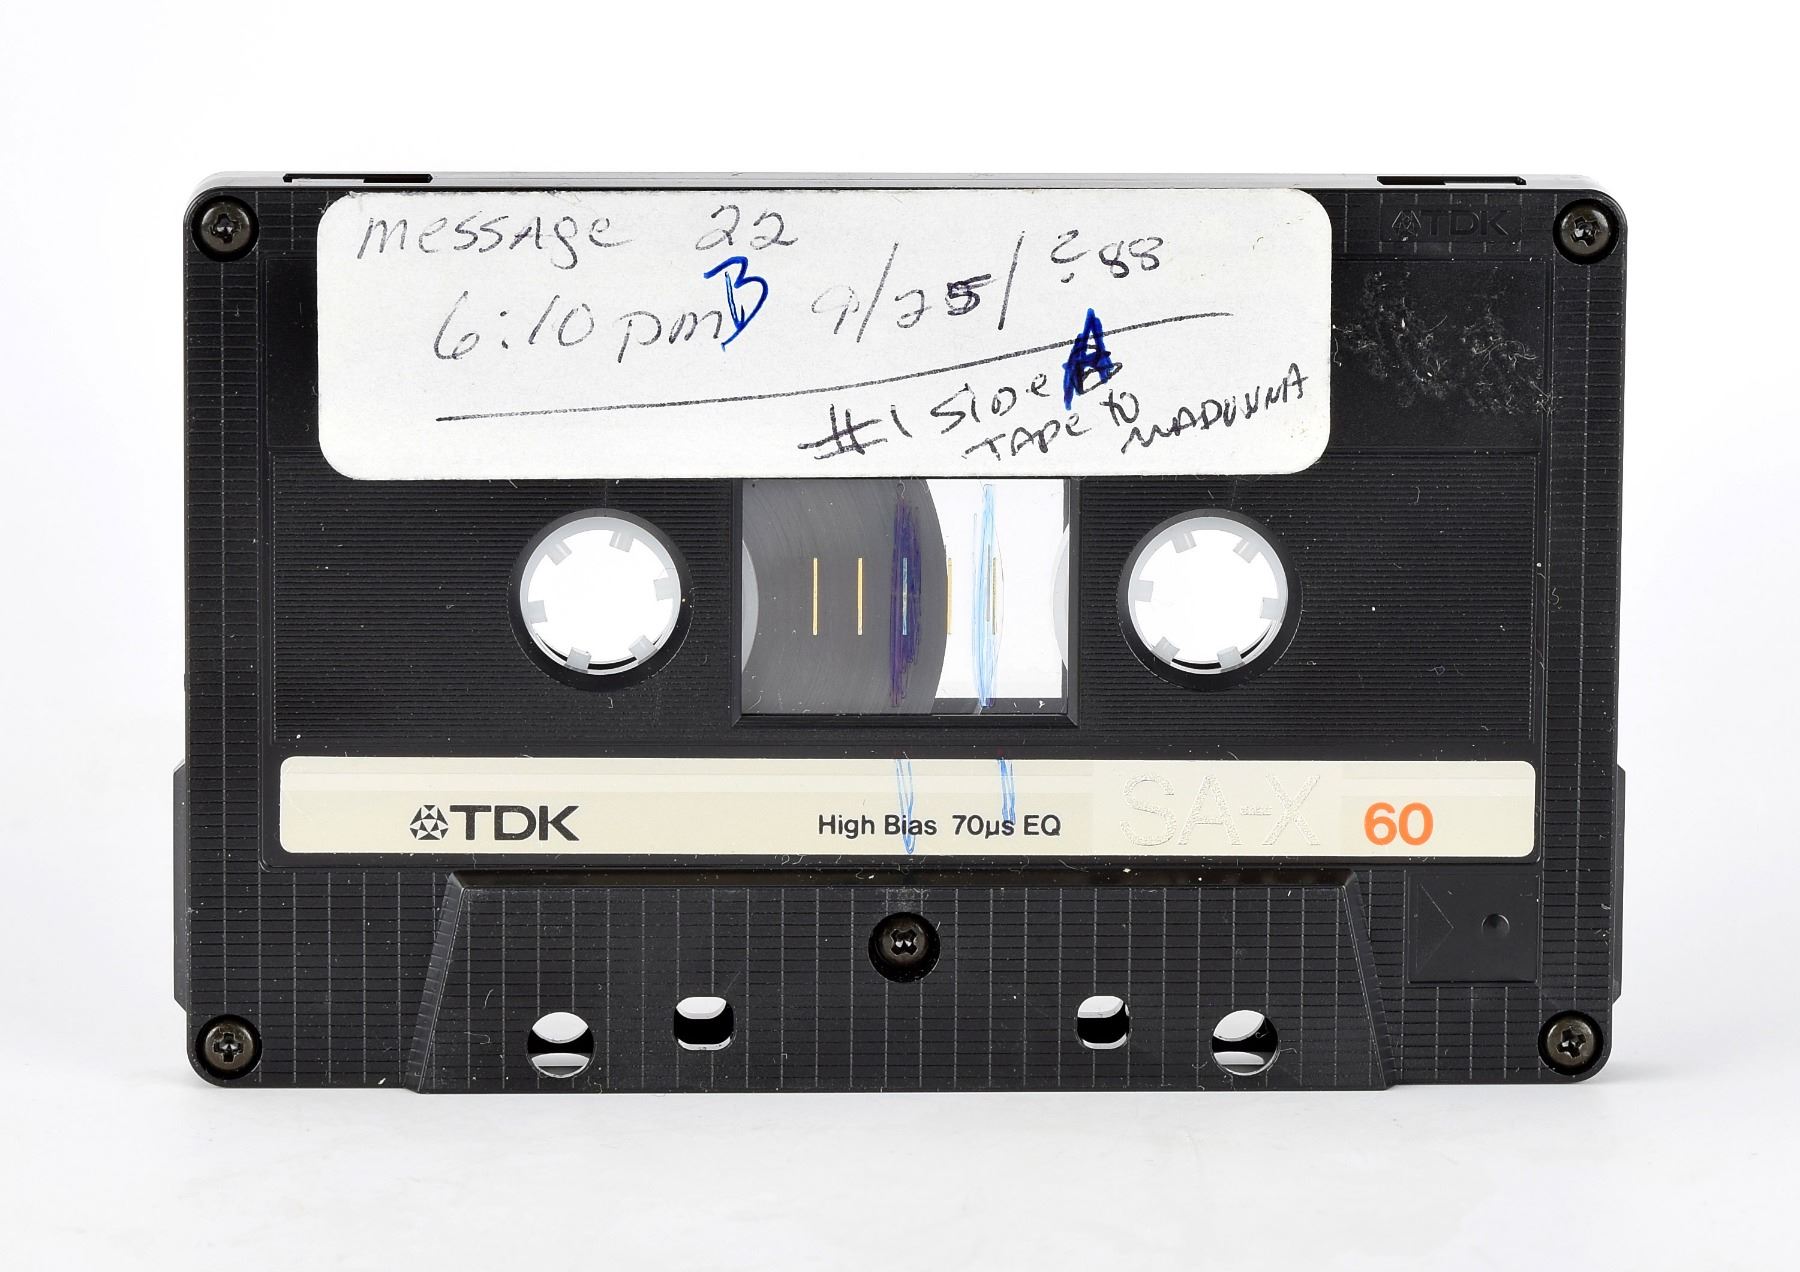 message 22
6:10 pm B 9/25/ ? 88
#1 Side A
TAPE to MADONNA
TDK
TDK High Bias 70µs EQ SA-X 60